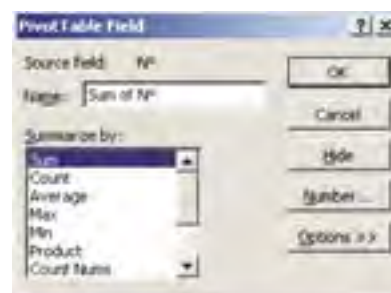 PivotTable Field
Source field: Nº
Name: Sum of Nº
Summarize by:
Sum
Count
Average
Max
Min
Product
Count Nums
OK
Cancel
Hide
Number...
Options >>